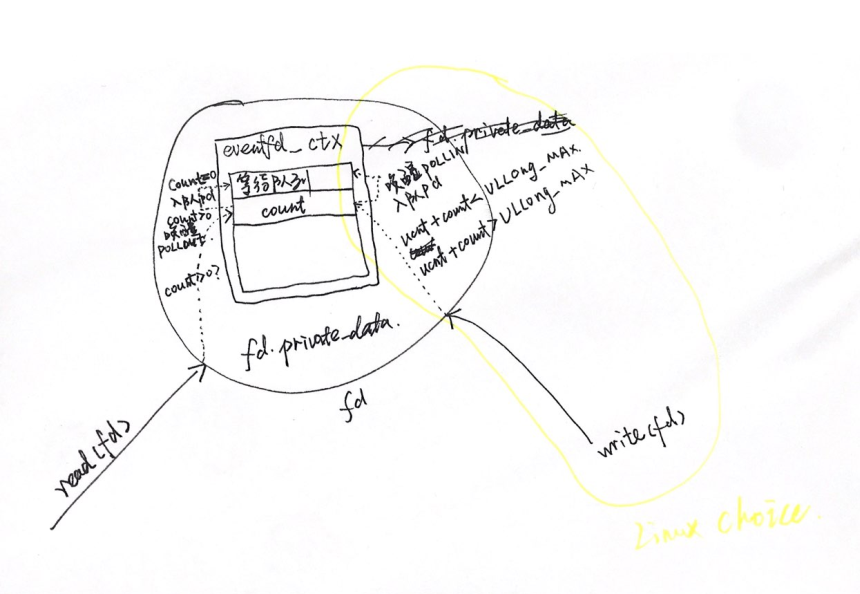 eventfd_ctx
fd.private_data
等待队列
count
count=0
入队pd
count>0
唤醒
POLLOUT
count>0?
唤醒POLLIN
入队pd
ucnt+count<ULLong_MAX.
ucnt+count>ULLong_MAX
fd.private_data.
fd
read(fd)
write(fd)
Linux choice.